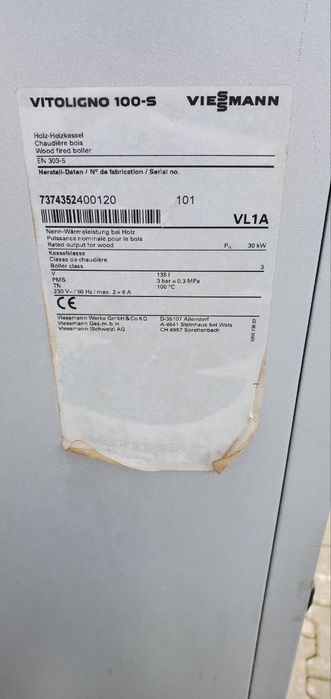 VITOLIGNO 100-S VIESSMANN
Holz-Heizkessel
Chaudière bois
Wood fired boiler
EN 303-5
Herstell-Daten / N° de fabrication / Serial no.
7374352400120 101
VL1A
Nenn-Wärmeleistung bei Holz
Puissance nominale pour le bois
Rated output for wood Pn 30 kW
Kesselklasse
Classe de chaudière
Boiler class 3
V 135 l
PMS 3 bar = 0,3 MPa
TN 100 °C
230 V~ / 50 Hz / max. 2 x 6 A
CE
Viessmann Werke GmbH & Co KG D-35107 Allendorf
Viessmann Ges.m.b.H. A-4641 Steinhaus bei Wels
Viessmann (Schweiz) AG CH 8957 Spreitenbach